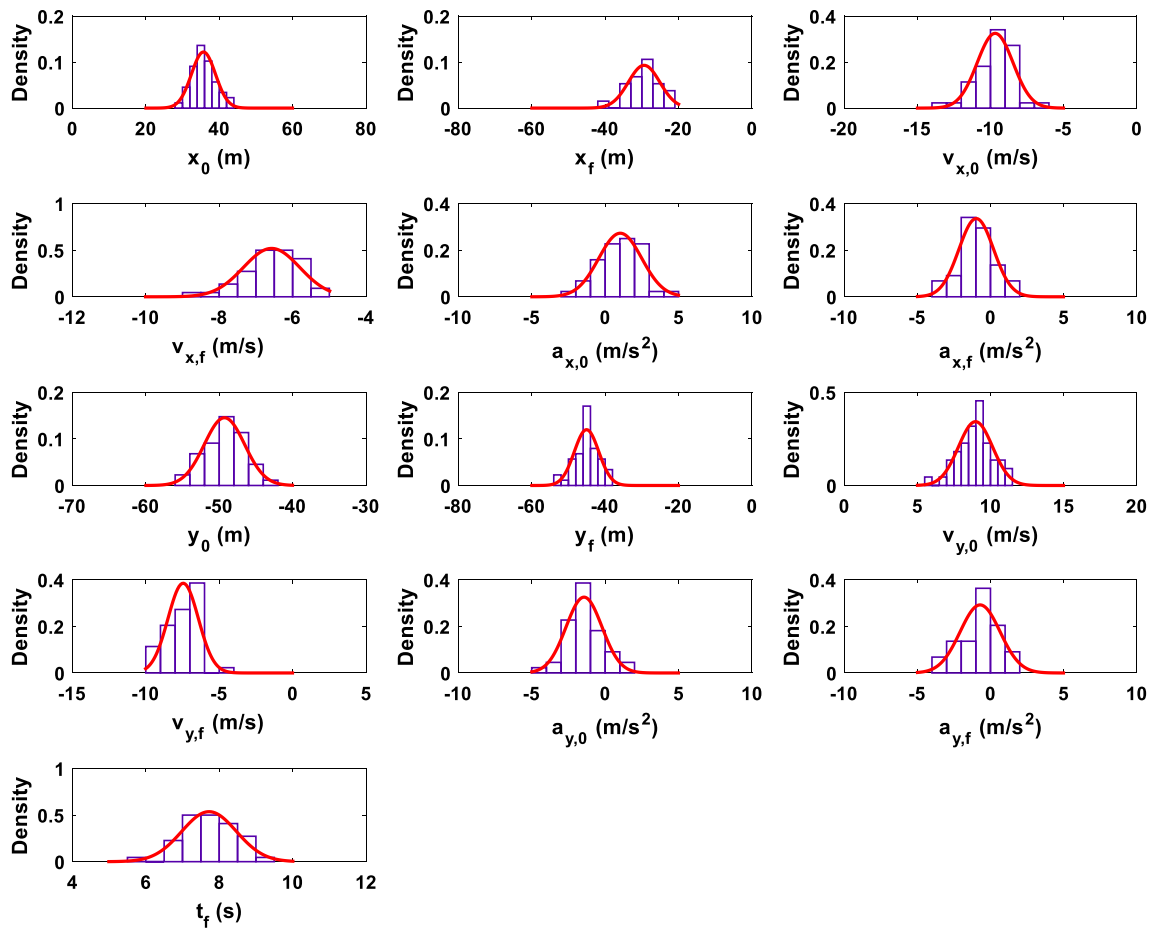 Density
0.2
0.1
0
0 20 40 60 80
x0 (m)
Density
0.2
0.1
0
-80 -60 -40 -20 0
xf (m)
Density
0.4
0.2
0
-20 -15 -10 -5 0
vx,0 (m/s)
Density
1
0.5
0
-12 -10 -8 -6 -4
vx,f (m/s)
Density
0.4
0.2
0
-10 -5 0 5 10
ax,0 (m/s2)
Density
0.4
0.2
0
-10 -5 0 5 10
ax,f (m/s2)
Density
0.2
0.1
0
-70 -60 -50 -40 -30
y0 (m)
Density
0.2
0.1
0
-80 -60 -40 -20 0
yf (m)
Density
0.5
0
0 5 10 15 20
vy,0 (m/s)
Density
0.4
0.2
0
-15 -10 -5 0 5
vy,f (m/s)
Density
0.4
0.2
0
-10 -5 0 5 10
ay,0 (m/s2)
Density
0.4
0.2
0
-10 -5 0 5 10
ay,f (m/s2)
Density
1
0.5
0
4 6 8 10 12
tf (s)